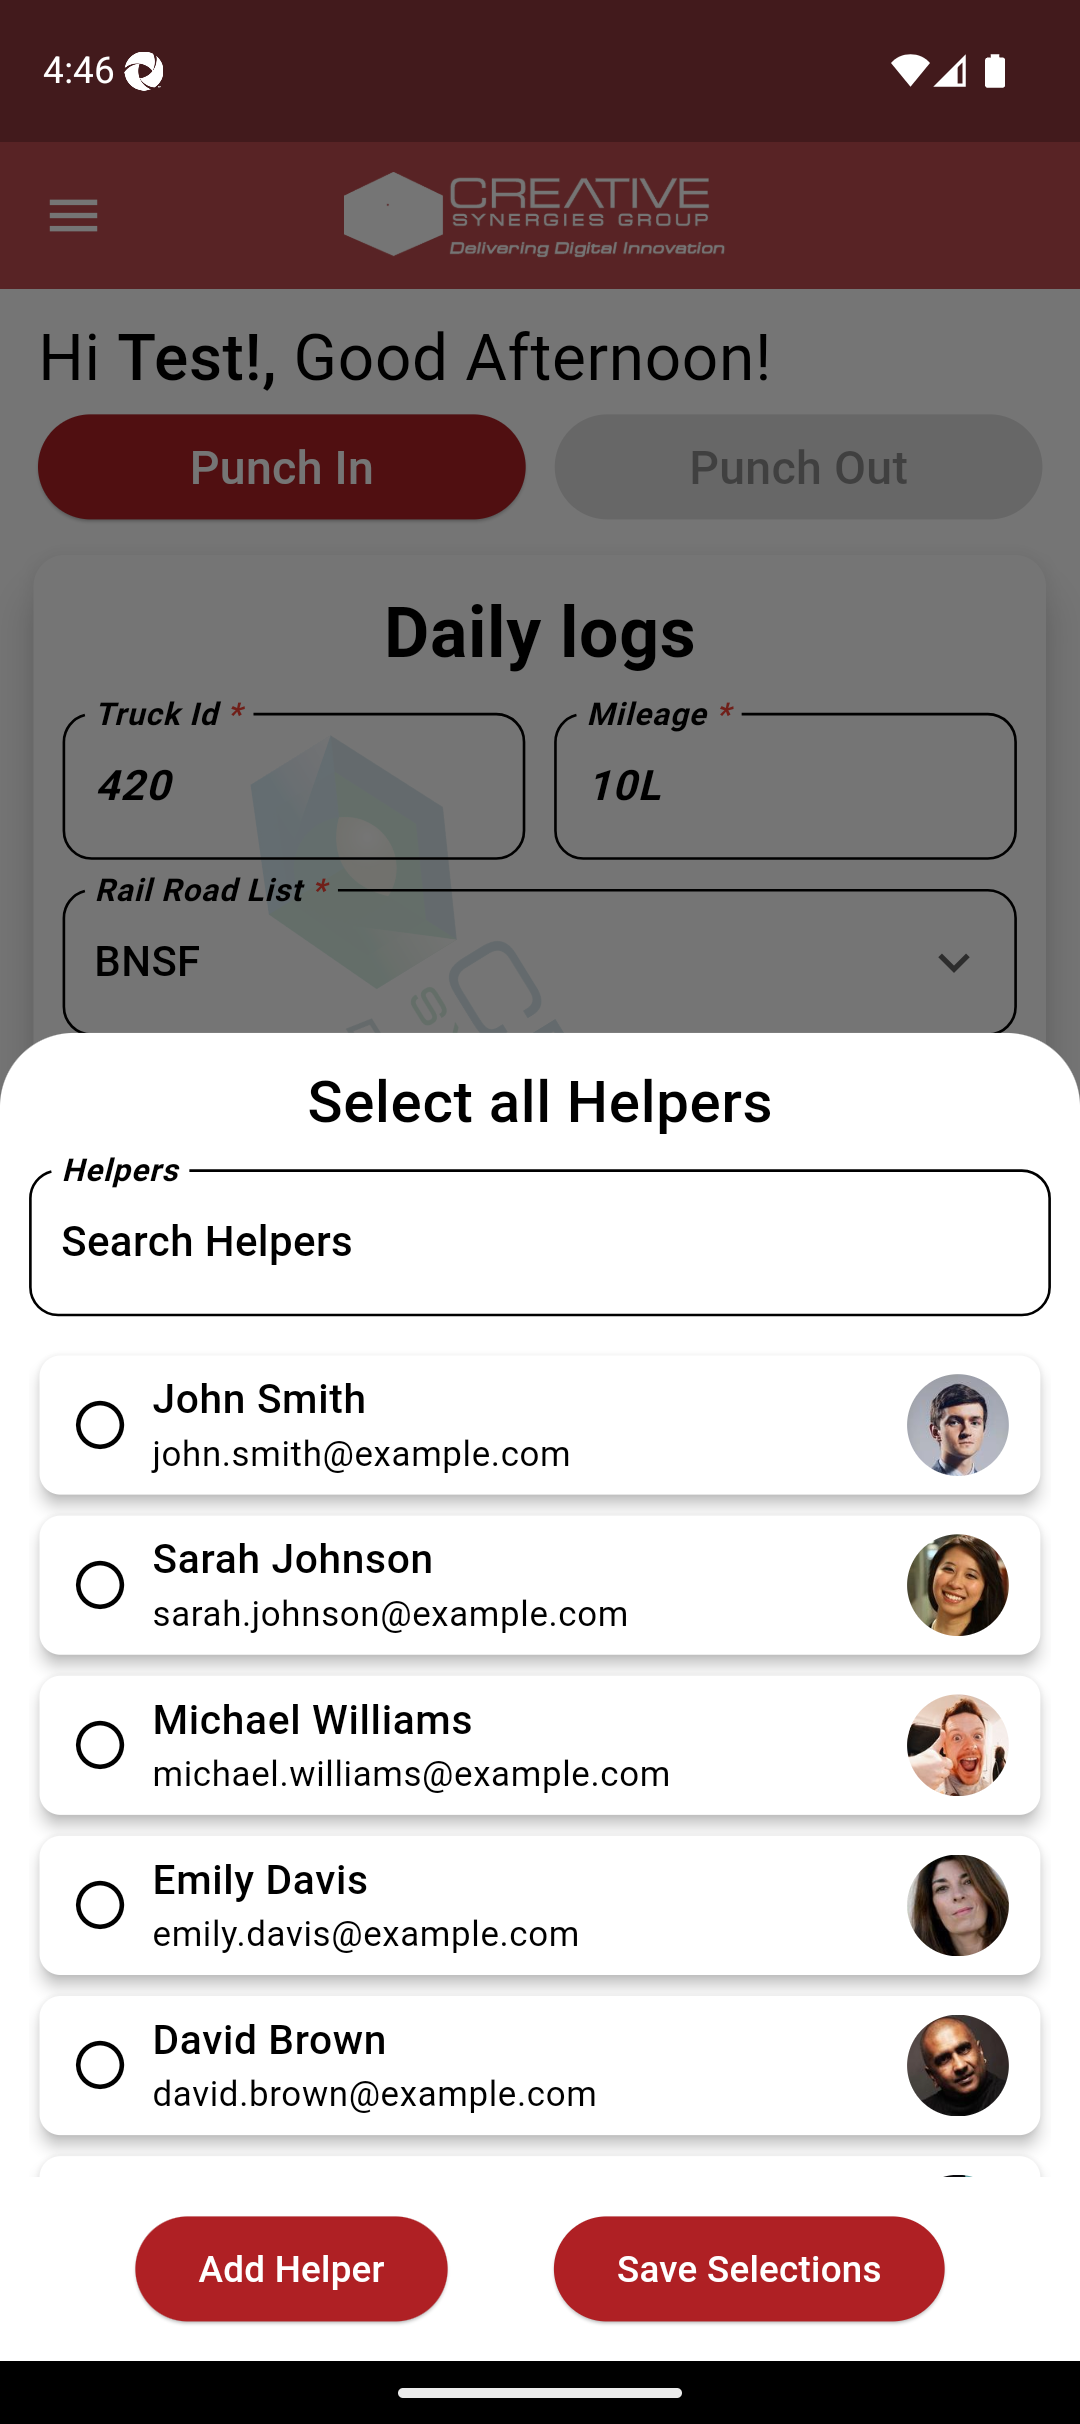 4:46
CREATIVE
SYNERGIES GROUP
Delivering Digital Innovation
Hi Test!, Good Afternoon!
Punch In
Punch Out
Daily logs
Truck Id *
Mileage *
420
10L
Rail Road List *
BNSF
Select all Helpers
Helpers
Search Helpers
John Smith
john.smith@example.com
Sarah Johnson
sarah.johnson@example.com
Michael Williams
michael.williams@example.com
Emily Davis
emily.davis@example.com
David Brown
david.brown@example.com
Add Helper
Save Selections